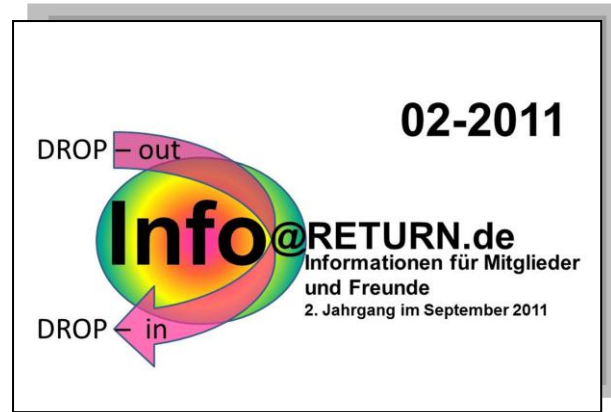 02-2011
DROP – out
Info@RETURN.de
Informationen für Mitglieder
und Freunde
2. Jahrgang im September 2011
DROP – in